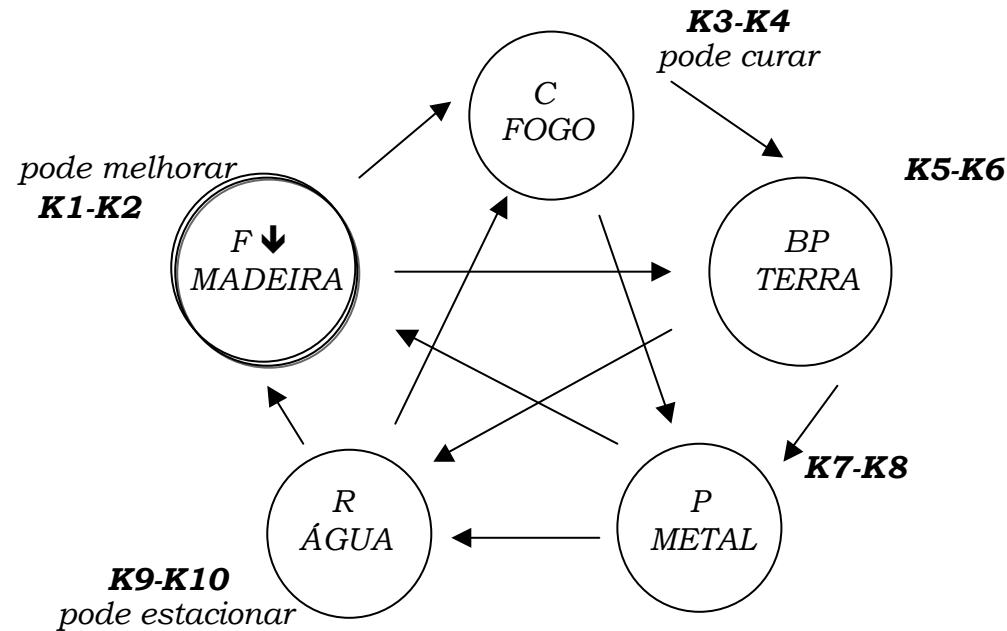 K3-K4
pode curar
C
FOGO
pode melhorar
K1-K2
K5-K6
F 🡻
MADEIRA
BP
TERRA
K7-K8
R
ÁGUA
P
METAL
K9-K10
pode estacionar